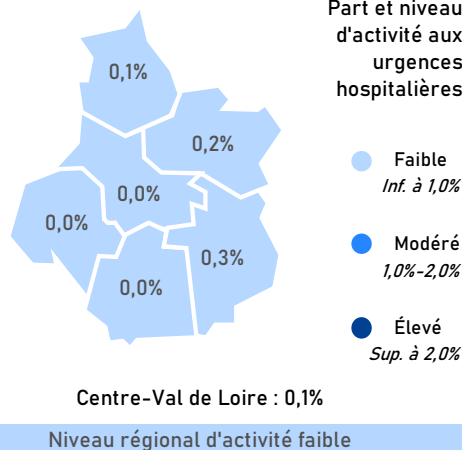 Part et niveau
d'activité aux
urgences
hospitalières
0,1%
0,2%
0,0%
0,0%
0,3%
0,0%
Faible
Inf. à 1,0%
Modéré
1,0%-2,0%
Élevé
Sup. à 2,0%
Centre-Val de Loire : 0,1%
Niveau régional d'activité faible